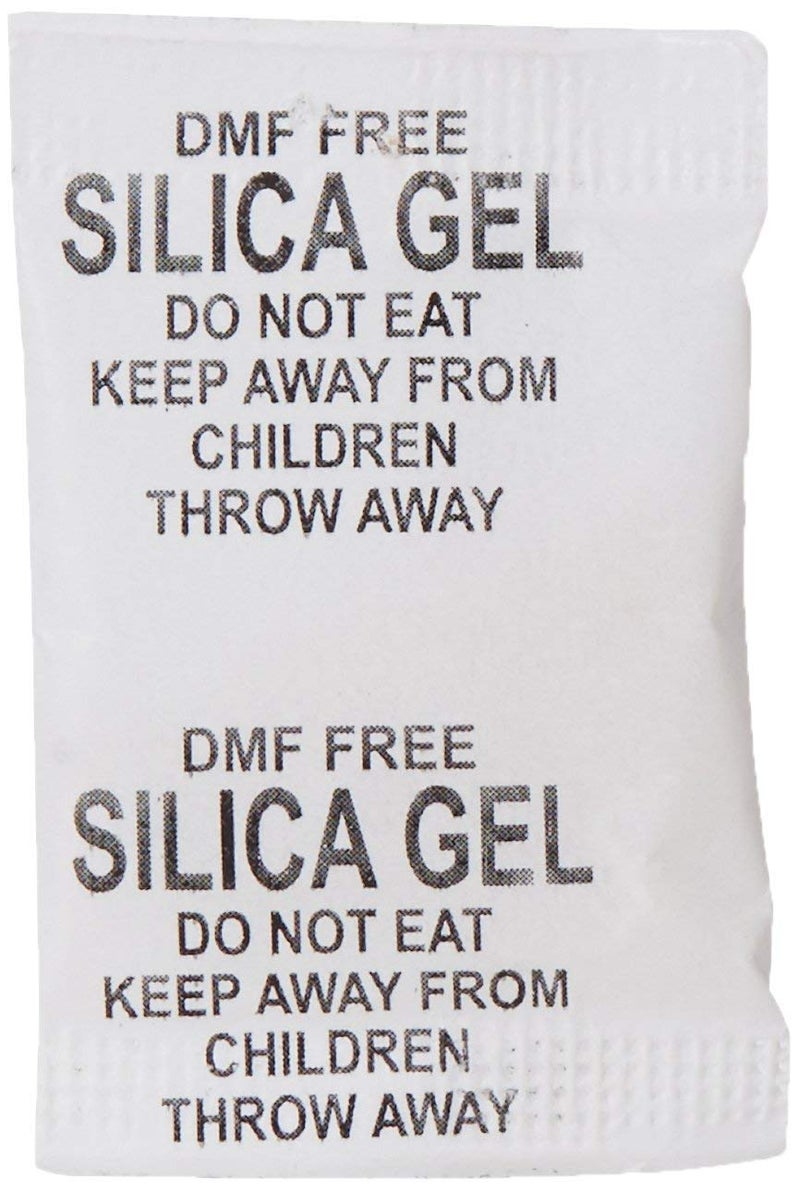 DMF FREE
SILICA GEL
DO NOT EAT
KEEP AWAY FROM
CHILDREN
THROW AWAY
DMF FREE
SILICA GEL
DO NOT EAT
KEEP AWAY FROM
CHILDREN
THROW AWAY